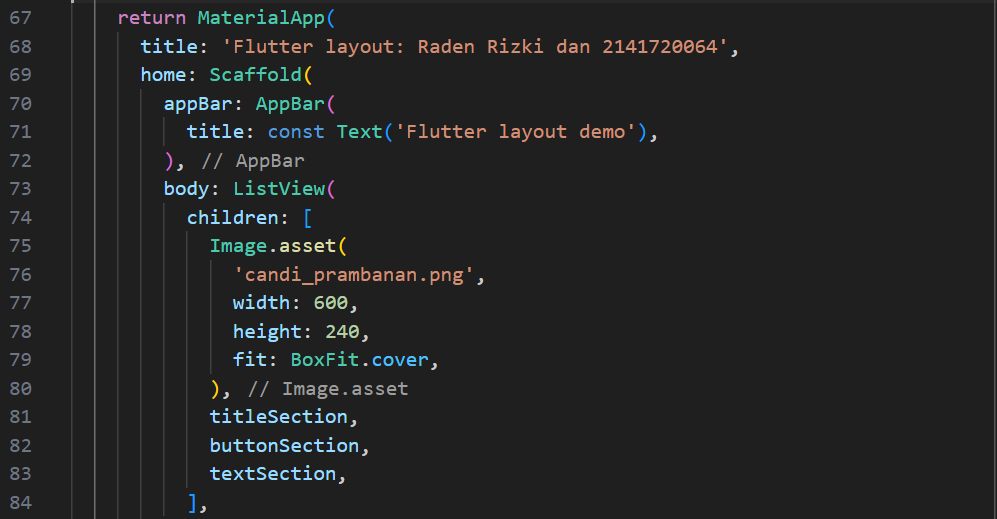 67 return MaterialApp(
68 title: 'Flutter layout: Raden Rizki dan 2141720064',
69 home: Scaffold(
70 appBar: AppBar(
71 title: const Text('Flutter layout demo'),
72 ), // AppBar
73 body: ListView(
74 children: [
75 Image.asset(
76 'candi_prambanan.png',
77 width: 600,
78 height: 240,
79 fit: BoxFit.cover,
80 ), // Image.asset
81 titleSection,
82 buttonSection,
83 textSection,
84 ],